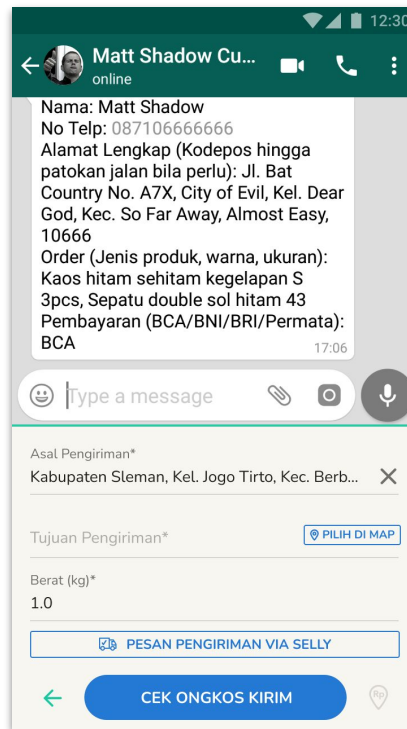 12:30
Matt Shadow Cu...
online
Nama: Matt Shadow
No Telp: 087106666666
Alamat Lengkap (Kodepos hingga
patokan jalan bila perlu): Jl. Bat
Country No. A7X, City of Evil, Kel. Dear
God, Kec. So Far Away, Almost Easy,
10666
Order (Jenis produk, warna, ukuran):
Kaos hitam sehitam kegelapan S
3pcs, Sepatu double sol hitam 43
Pembayaran (BCA/BNI/BRI/Permata):
BCA
17:06
Type a message
Asal Pengiriman*
Kabupaten Sleman, Kel. Jogo Tirto, Kec. Berb...
Tujuan Pengiriman*
PILIH DI MAP
Berat (kg)*
1.0
PESAN PENGIRIMAN VIA SELLY
CEK ONGKOS KIRIM
Rp